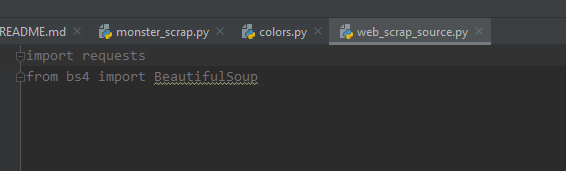 README.md monster_scrap.py colors.py web_scrap_source.py
import requests
from bs4 import BeautifulSoup